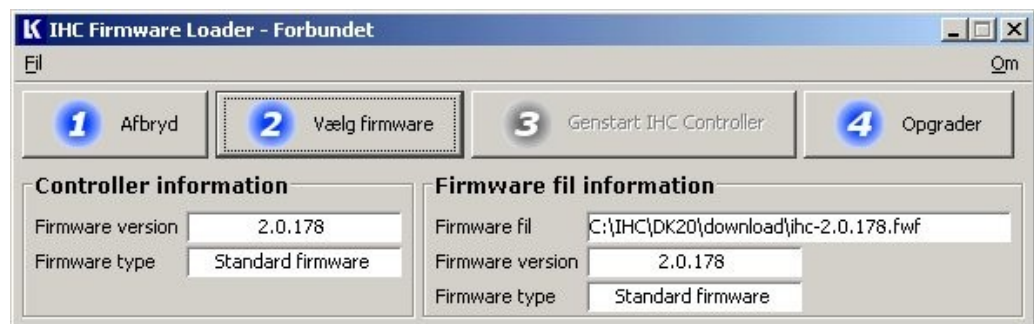 K IHC Firmware Loader - Forbundet
Fil Om
1 Afbryd 2 Vælg firmware 3 Genstart IHC Controller 4 Opgrader
Controller information
Firmware version 2.0.178
Firmware type Standard firmware
Firmware fil information
Firmware fil C:\IHC\DK20\download\ihc-2.0.178.fwf
Firmware version 2.0.178
Firmware type Standard firmware